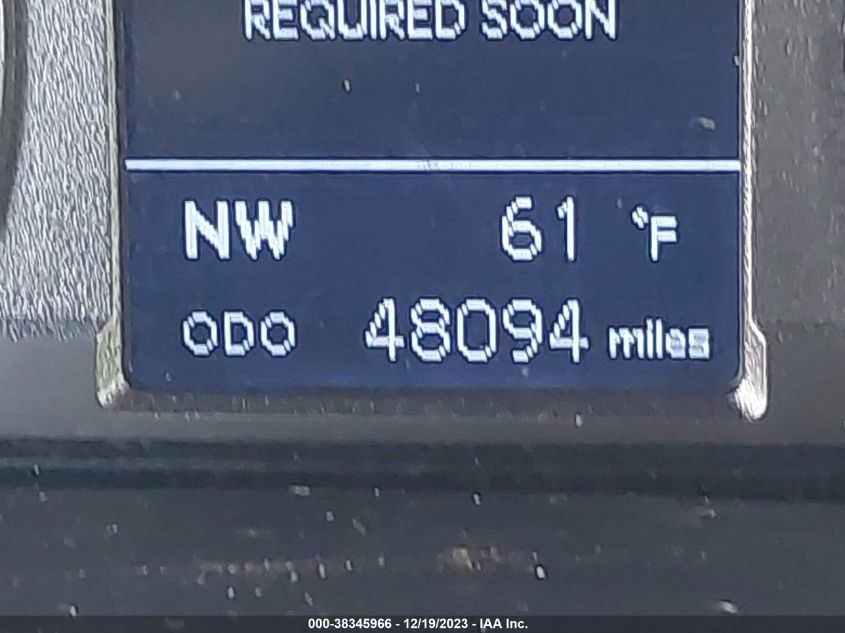 REQUIRED SOON
NW 61 °F
ODO 48094 miles
000-38345966 - 12/19/2023 - IAA Inc.